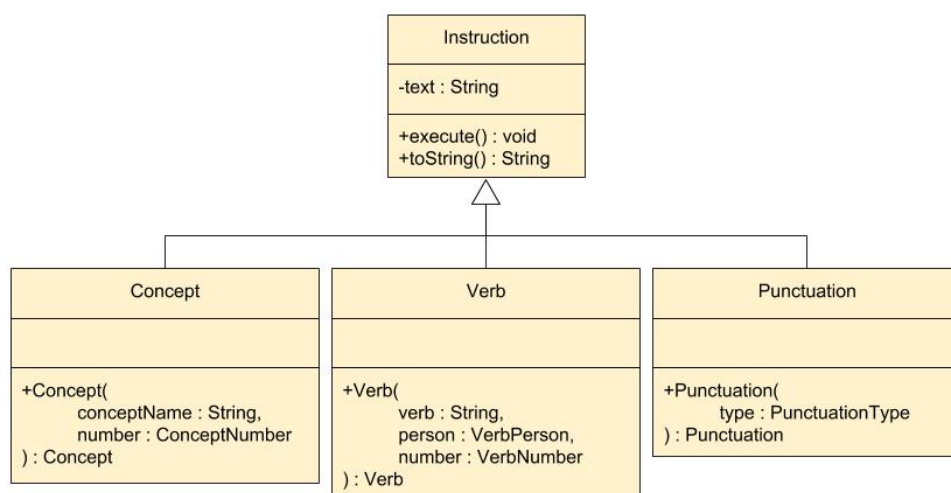 Instruction
-text : String
+execute() : void
+toString() : String
Concept
+Concept(
conceptName : String,
number : ConceptNumber
) : Concept
Verb
+Verb(
verb : String,
person : VerbPerson,
number : VerbNumber
) : Verb
Punctuation
+Punctuation(
type : PunctuationType
) : Punctuation